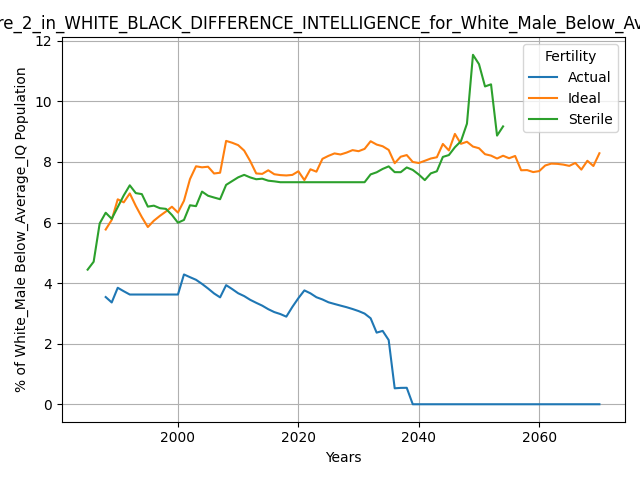 re_2_in_WHITE_BLACK_DIFFERENCE_INTELLIGENCE_for_White_Male_Below_Av
% of White_Male Below_Average_IQ Population
12
10
8
6
4
2
0
Fertility
Actual
Ideal
Sterile
2000
2020
2040
2060
Years